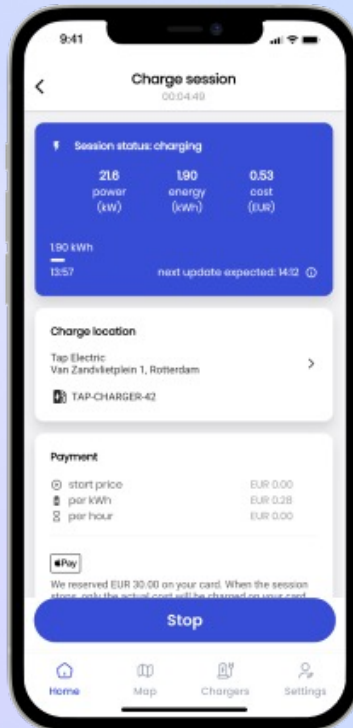 9:41
Charge session
00:04:49
Session status: charging
21.6 1.90 0.53
power energy cost
(kW) (kWh) (EUR)
1.90 kWh
13:57 next update expected: 14:12
Charge location
Tap Electric
Van Zandvlietplein 1, Rotterdam
TAP-CHARGER-42
Payment
start price EUR 0.00
per kWh EUR 0.28
per hour EUR 0.00
Pay
We reserved EUR 30.00 on your card. When the session
stops, only the actual cost will be charged on your card
Stop
Home Map Chargers Settings